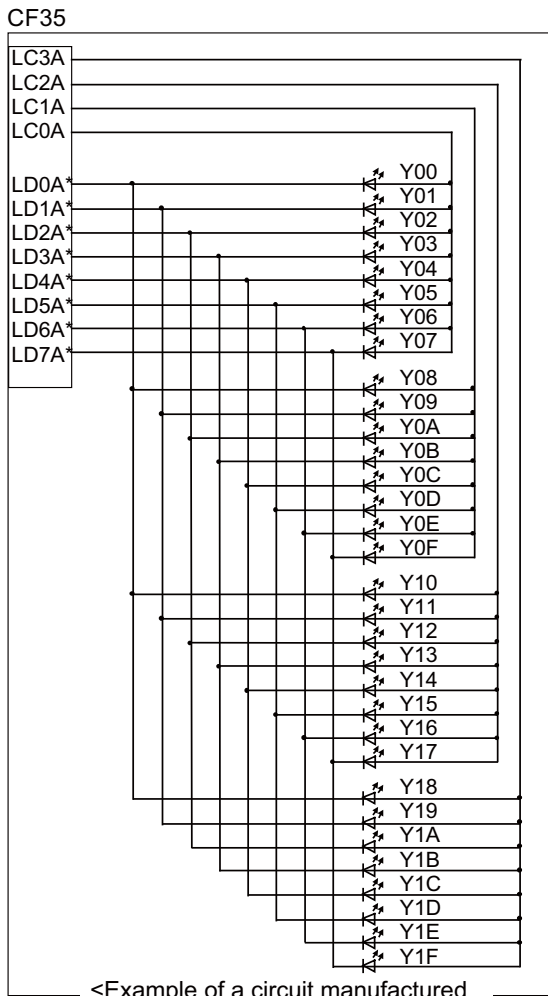 CF35
LC3A
LC2A
LC1A
LC0A
LD0A*
LD1A*
LD2A*
LD3A*
LD4A*
LD5A*
LD6A*
LD7A*
Y00
Y01
Y02
Y03
Y04
Y05
Y06
Y07
Y08
Y09
Y0A
Y0B
Y0C
Y0D
Y0E
Y0F
Y10
Y11
Y12
Y13
Y14
Y15
Y16
Y17
Y18
Y19
Y1A
Y1B
Y1C
Y1D
Y1E
Y1F
<Example of a circuit manufactured